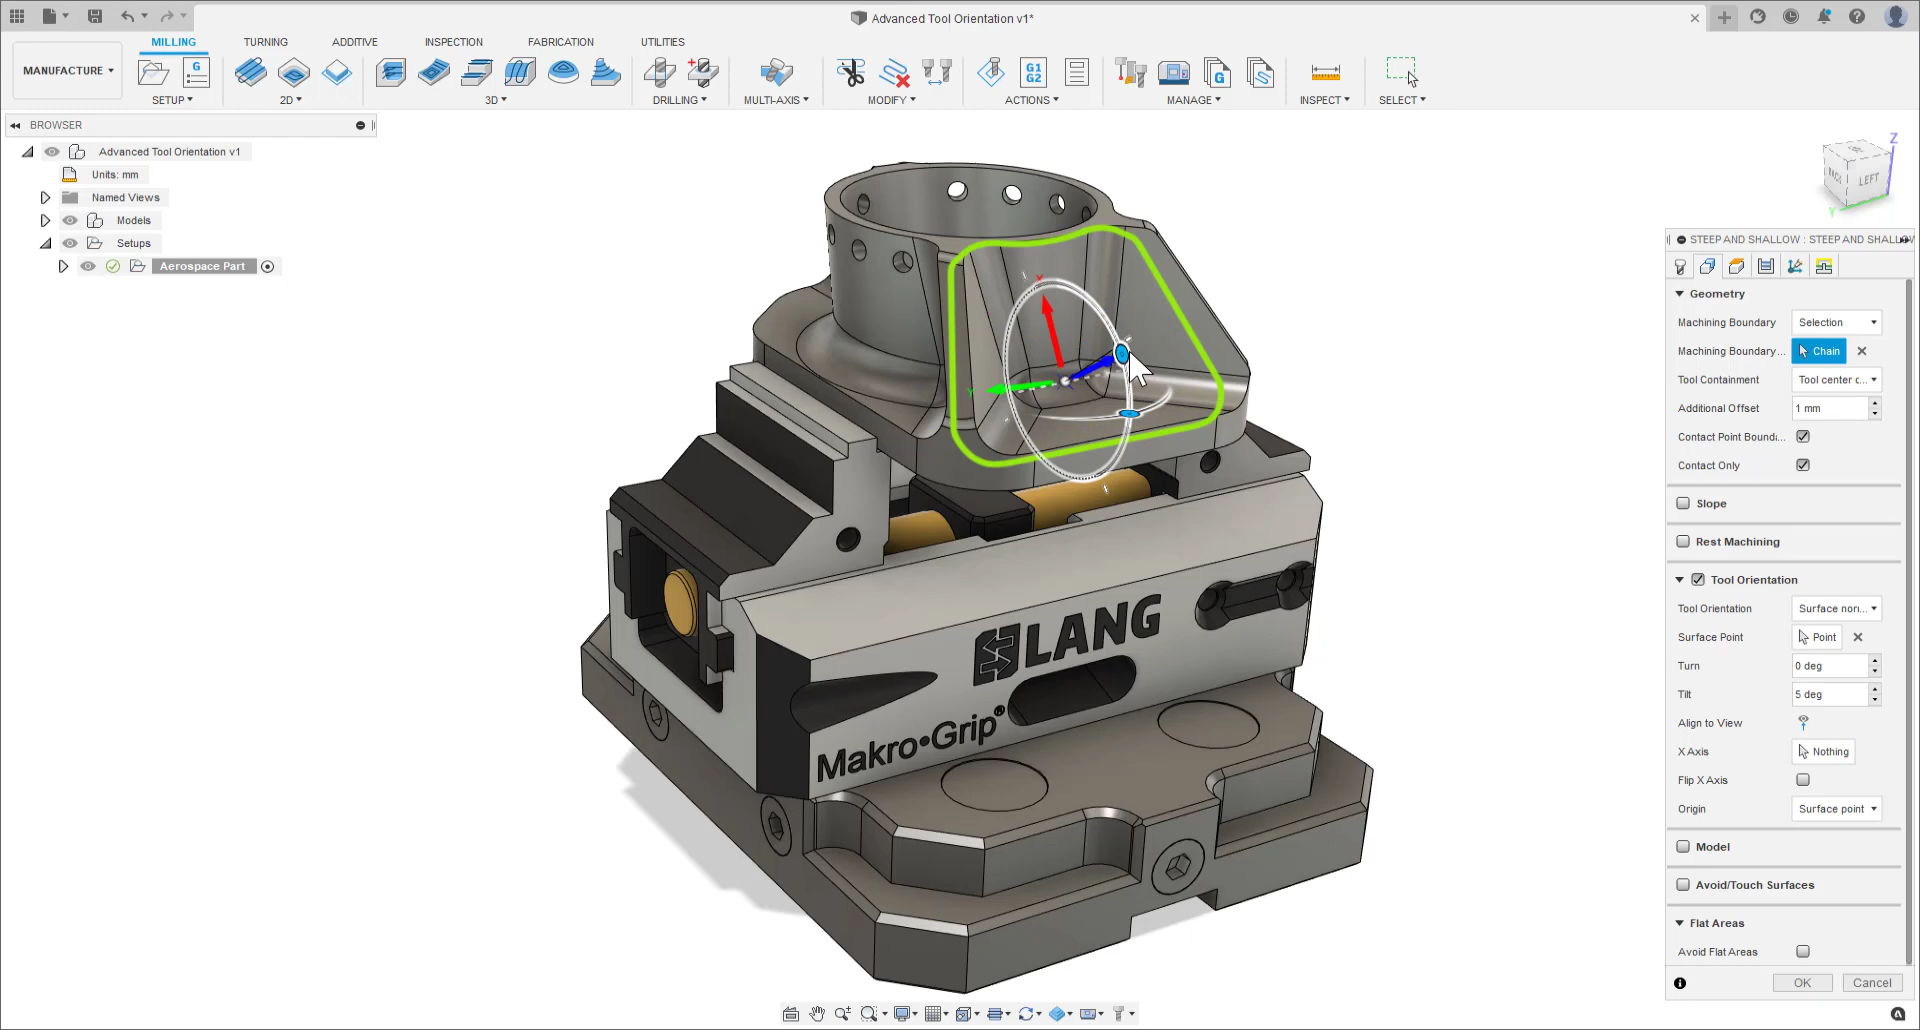 Advanced Tool Orientation v1*
MANUFACTURE
MILLING
TURNING
ADDITIVE
INSPECTION
FABRICATION
UTILITIES
G
G1
G2
G
S
SETUP
2D
3D
DRILLING
MULTI-AXIS
MODIFY
ACTIONS
MANAGE
INSPECT
SELECT
BROWSER
Advanced Tool Orientation v1
Units: mm
Named Views
Models
Setups
Aerospace Part
Z
LEFT
BACK
Y
X
Y
LANG
Makro•Grip®
STEEP AND SHALLOW : STEEP AND SHALLOW
Geometry
Machining Boundary
Selection
Machining Boundary...
Chain
Tool Containment
Tool center c...
Additional Offset
1 mm
Contact Point Bounda...
Contact Only
Slope
Rest Machining
Tool Orientation
Tool Orientation
Surface nor...
Surface Point
Point
Turn
0 deg
Tilt
5 deg
Align to View
X Axis
Nothing
Flip X Axis
Origin
Surface point
Model
Avoid/Touch Surfaces
Flat Areas
Avoid Flat Areas
OK
Cancel